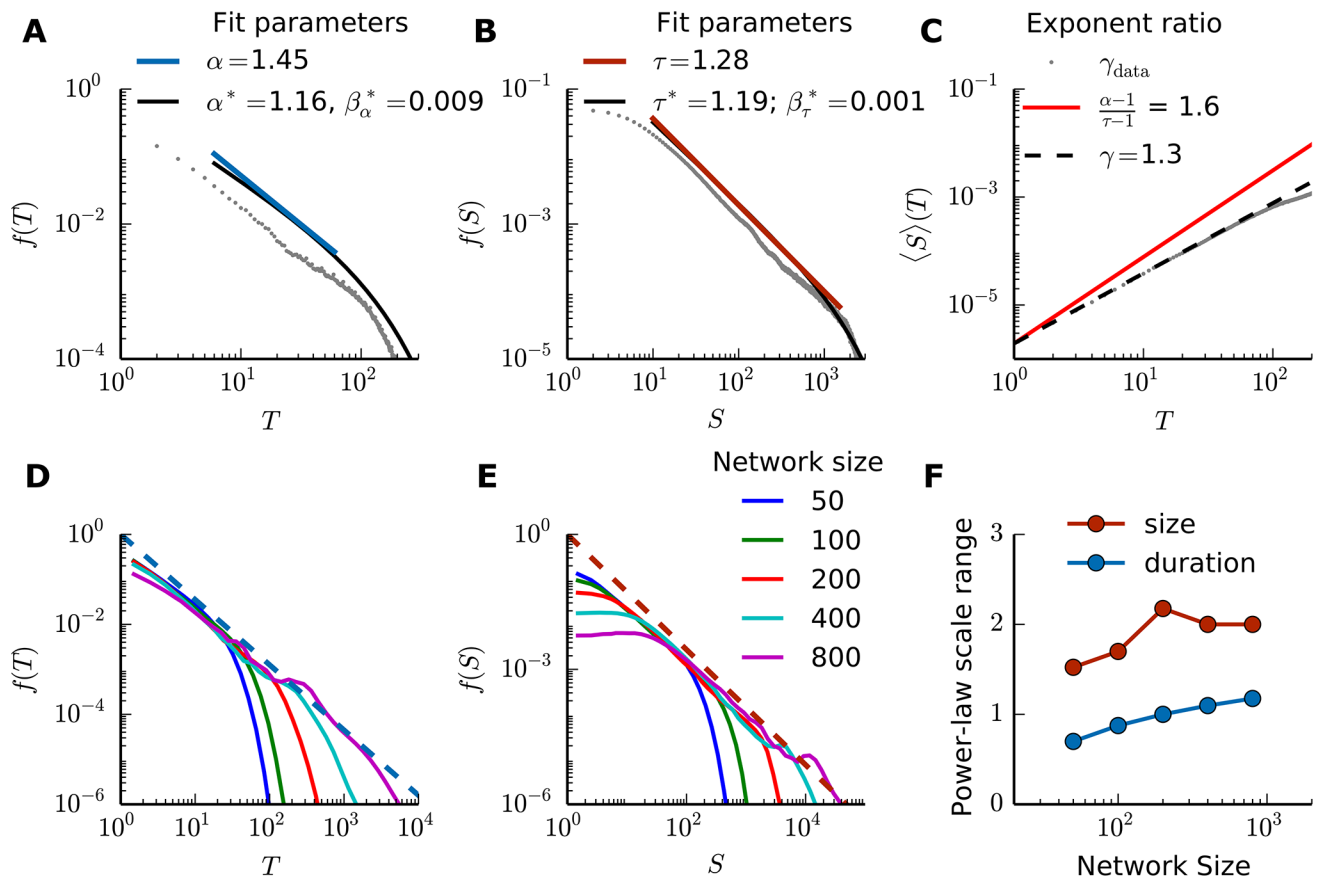 A
Fit parameters
α=1.45
α* =1.16, β*α =0.009
10^0
10^−2
10^−4
f(T)
10^0
10^1
10^2
T
B
Fit parameters
τ=1.28
τ* =1.19; β*τ =0.001
10^−1
10^−3
10^−5
f(S)
10^0
10^1
10^2
10^3
S
C
Exponent ratio
γdata
α−1
τ−1 = 1.6
γ=1.3
10^−1
10^−3
10^−5
⟨S⟩(T)
10^0
10^1
10^2
T
D
10^0
10^−2
10^−4
10^−6
f(T)
10^0
10^1
10^2
10^3
10^4
T
E
Network size
50
100
200
400
800
10^0
10^−3
10^−6
f(S)
10^0
10^2
10^4
S
F
size
duration
3
2
1
0
Power-law scale range
10^2
10^3
Network Size